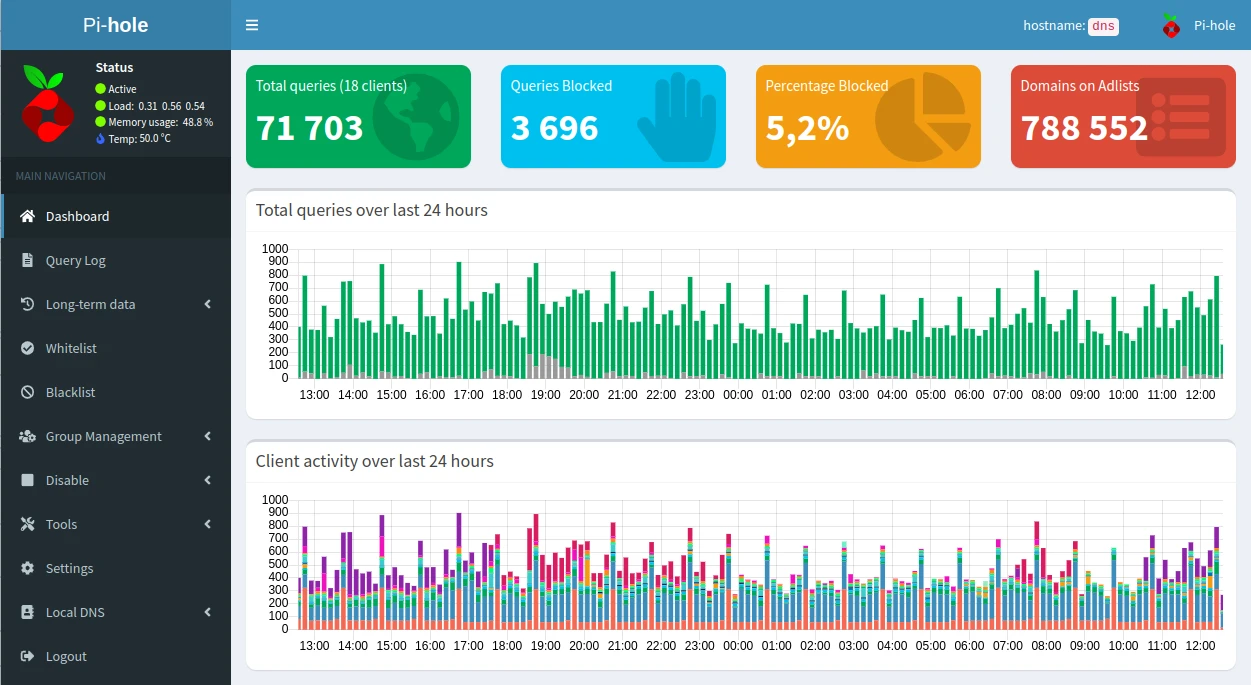 Pi-hole
hostname: dns
Pi-hole
Status
Active
Load: 0.31 0.56 0.54
Memory usage: 48.8 %
Temp: 50.0 °C
MAIN NAVIGATION
Dashboard
Query Log
Long-term data
Whitelist
Blacklist
Group Management
Disable
Tools
Settings
Local DNS
Logout
Total queries (18 clients)
71 703
Queries Blocked
3 696
Percentage Blocked
5,2%
Domains on Adlists
788 552
Total queries over last 24 hours
1000
900
800
700
600
500
400
300
200
100
0
13:00 14:00 15:00 16:00 17:00 18:00 19:00 20:00 21:00 22:00 23:00 00:00 01:00 02:00 03:00 04:00 05:00 06:00 07:00 08:00 09:00 10:00 11:00 12:00
Client activity over last 24 hours
1000
900
800
700
600
500
400
300
200
100
0
13:00 14:00 15:00 16:00 17:00 18:00 19:00 20:00 21:00 22:00 23:00 00:00 01:00 02:00 03:00 04:00 05:00 06:00 07:00 08:00 09:00 10:00 11:00 12:00